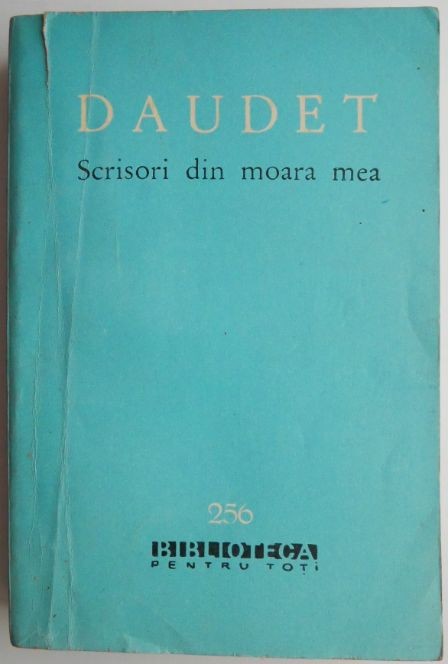 DAUDET
Scrisori din moara mea
256
BIBLIOTECA
PENTRU TOȚI